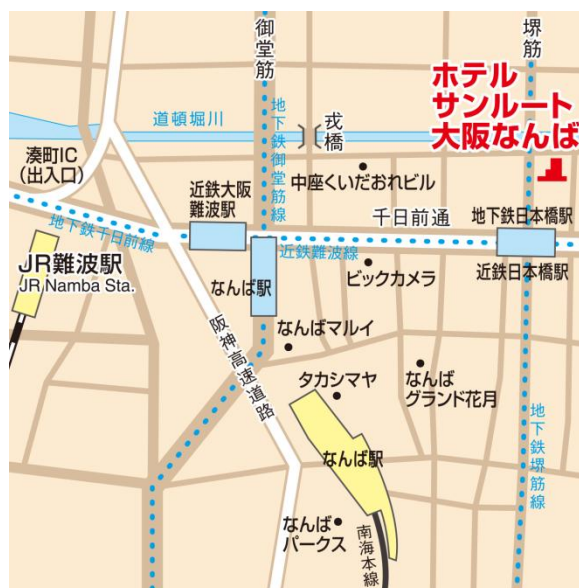 御堂筋
堺筋
ホテル
サンルート
大阪なんば
道頓堀川
地下鉄御堂筋線
戎橋
湊町IC
(出入口)
近鉄大阪
難波駅
中座くいだおれビル
千日前通
地下鉄日本橋駅
地下鉄千日前線
近鉄難波線
JR難波駅
JR Namba Sta.
なんば駅
ビックカメラ
近鉄日本橋駅
阪神高速道路
なんばマルイ
タカシマヤ
なんば
グランド花月
地下鉄堺筋線
なんば駅
なんば
パークス
南海本線